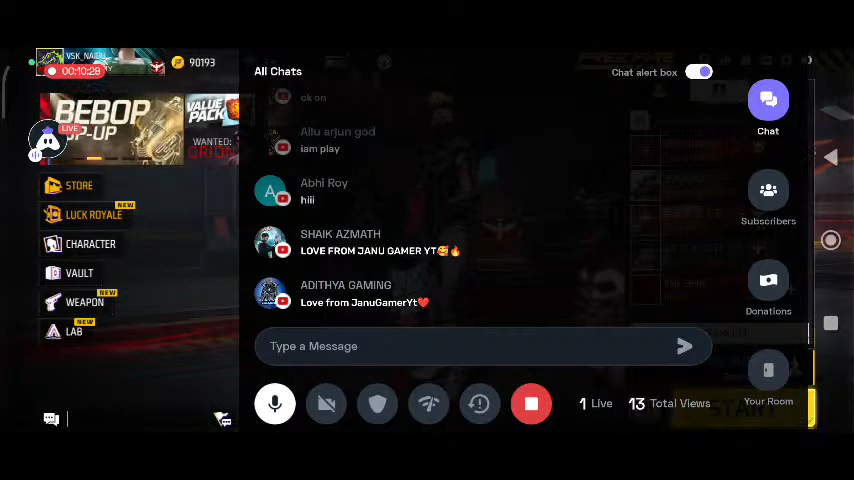 VSK_NAIDU
90193
00:10:28
LIVE
BEBOP
VALUE
PACK
WANTED:
ORION
STORE
LUCK ROYALE
NEW
CHARACTER
VAULT
WEAPON
NEW
LAB
NEW
All Chats
Chat alert box
ok on
Allu arjun god
iam play
A
Abhi Roy
hiii
SHAIK AZMATH
LOVE FROM JANU GAMER YT🥰🔥
ADITHYA GAMING
Love from JanuGamerYt❤️
Type a Message
1 Live
13 Total Views
Chat
Subscribers
Donations
Your Room
START